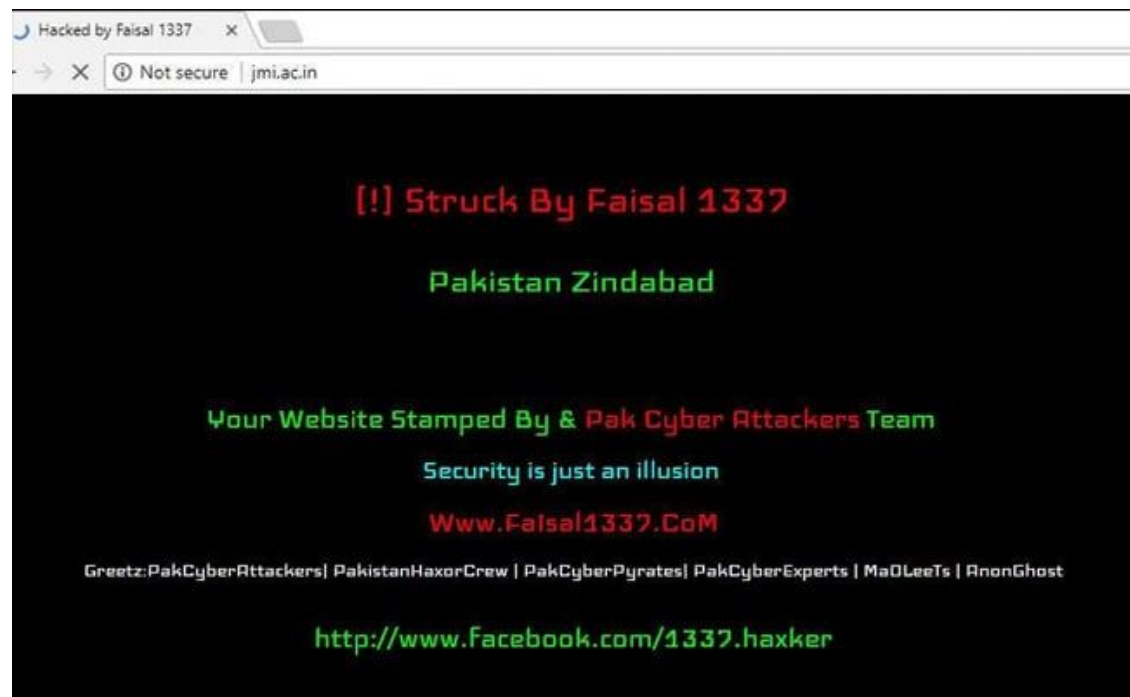 Hacked by Faisal 1337
Not secure | jmi.ac.in
[!] Struck By Faisal 1337
Pakistan Zindabad
Your Website Stamped By & Pak Cyber Attackers Team
Security is just an illusion
Www.FaIsal1337.CoM
Greetz:PakCyberAttackers| PakistanHaxorCrew | PakCyberPyrates| PakCyberExperts | MaDLeeTs | AnonGhost
http://www.facebook.com/1337.haxker